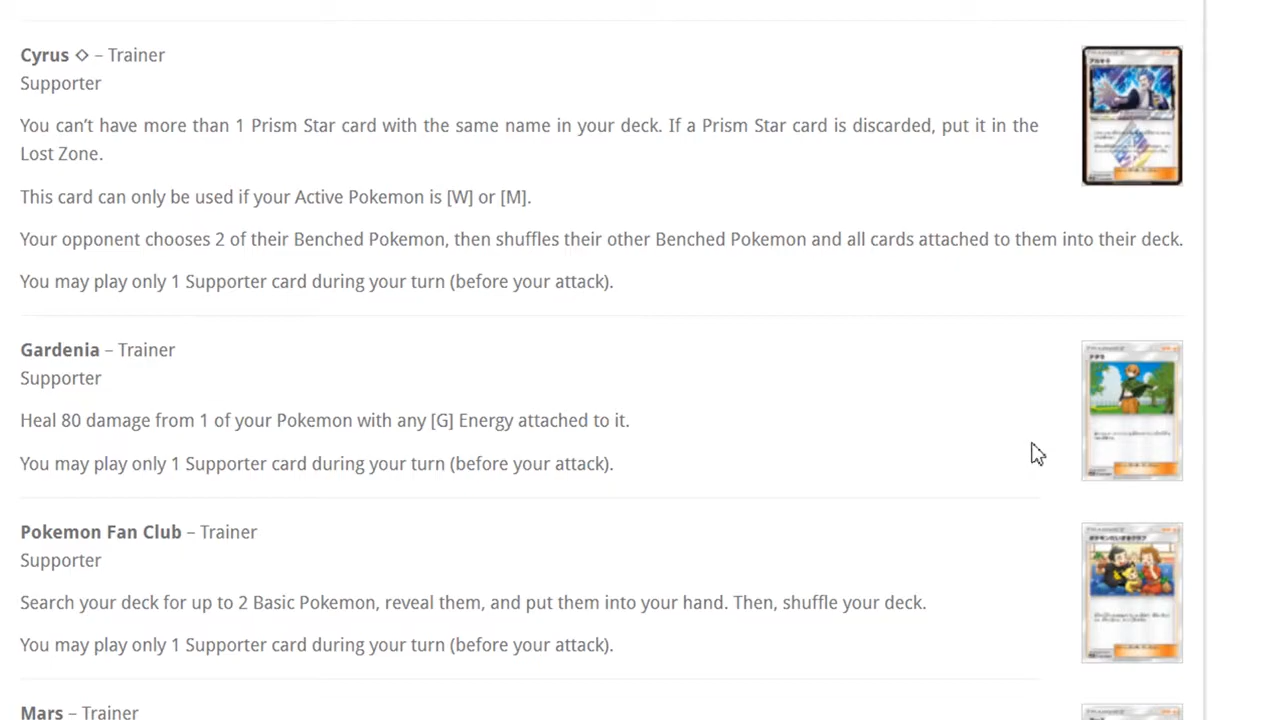 Cyrus ◇ – Trainer
Supporter
You can't have more than 1 Prism Star card with the same name in your deck. If a Prism Star card is discarded, put it in the
Lost Zone.
This card can only be used if your Active Pokemon is [W] or [M].
Your opponent chooses 2 of their Benched Pokemon, then shuffles their other Benched Pokemon and all cards attached to them into their deck.
You may play only 1 Supporter card during your turn (before your attack).
Gardenia – Trainer
Supporter
Heal 80 damage from 1 of your Pokemon with any [G] Energy attached to it.
You may play only 1 Supporter card during your turn (before your attack).
Pokemon Fan Club – Trainer
Supporter
Search your deck for up to 2 Basic Pokemon, reveal them, and put them into your hand. Then, shuffle your deck.
You may play only 1 Supporter card during your turn (before your attack).
Mars – Trainer